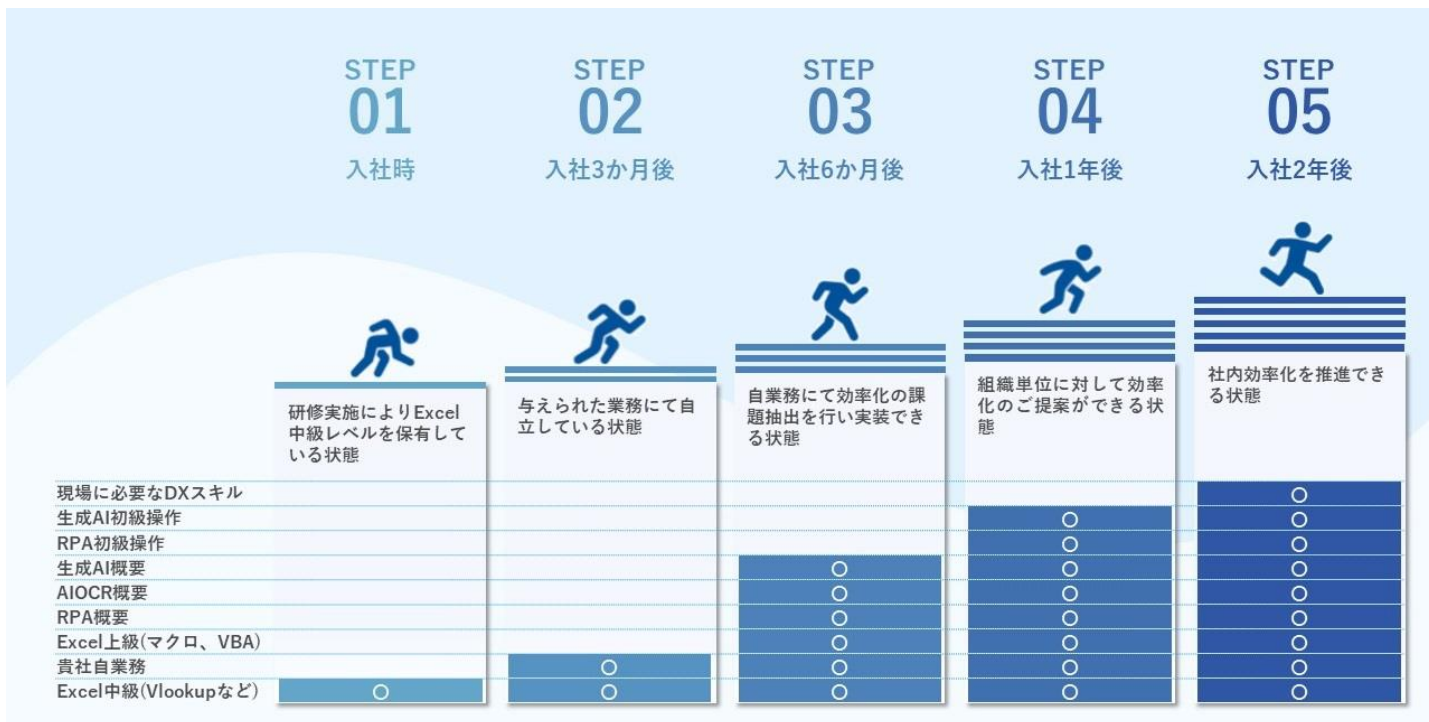 STEP
01
入社時
STEP
02
入社3か月後
STEP
03
入社6か月後
STEP
04
入社1年後
STEP
05
入社2年後
研修実施によりExcel
中級レベルを保有して
いる状態
与えられた業務にて自
立している状態
自業務にて効率化の課
題抽出を行い実装でき
る状態
組織単位に対して効率
化のご提案ができる状
態
社内効率化を推進でき
る状態
現場に必要なDXスキル ○
生成AI初級操作 ○ ○
RPA初級操作 ○ ○
生成AI概要 ○ ○ ○
AIOCR概要 ○ ○ ○
RPA概要 ○ ○ ○
Excel上級(マクロ、VBA) ○ ○ ○
貴社自業務 ○ ○ ○ ○
Excel中級(Vlookupなど) ○ ○ ○ ○ ○